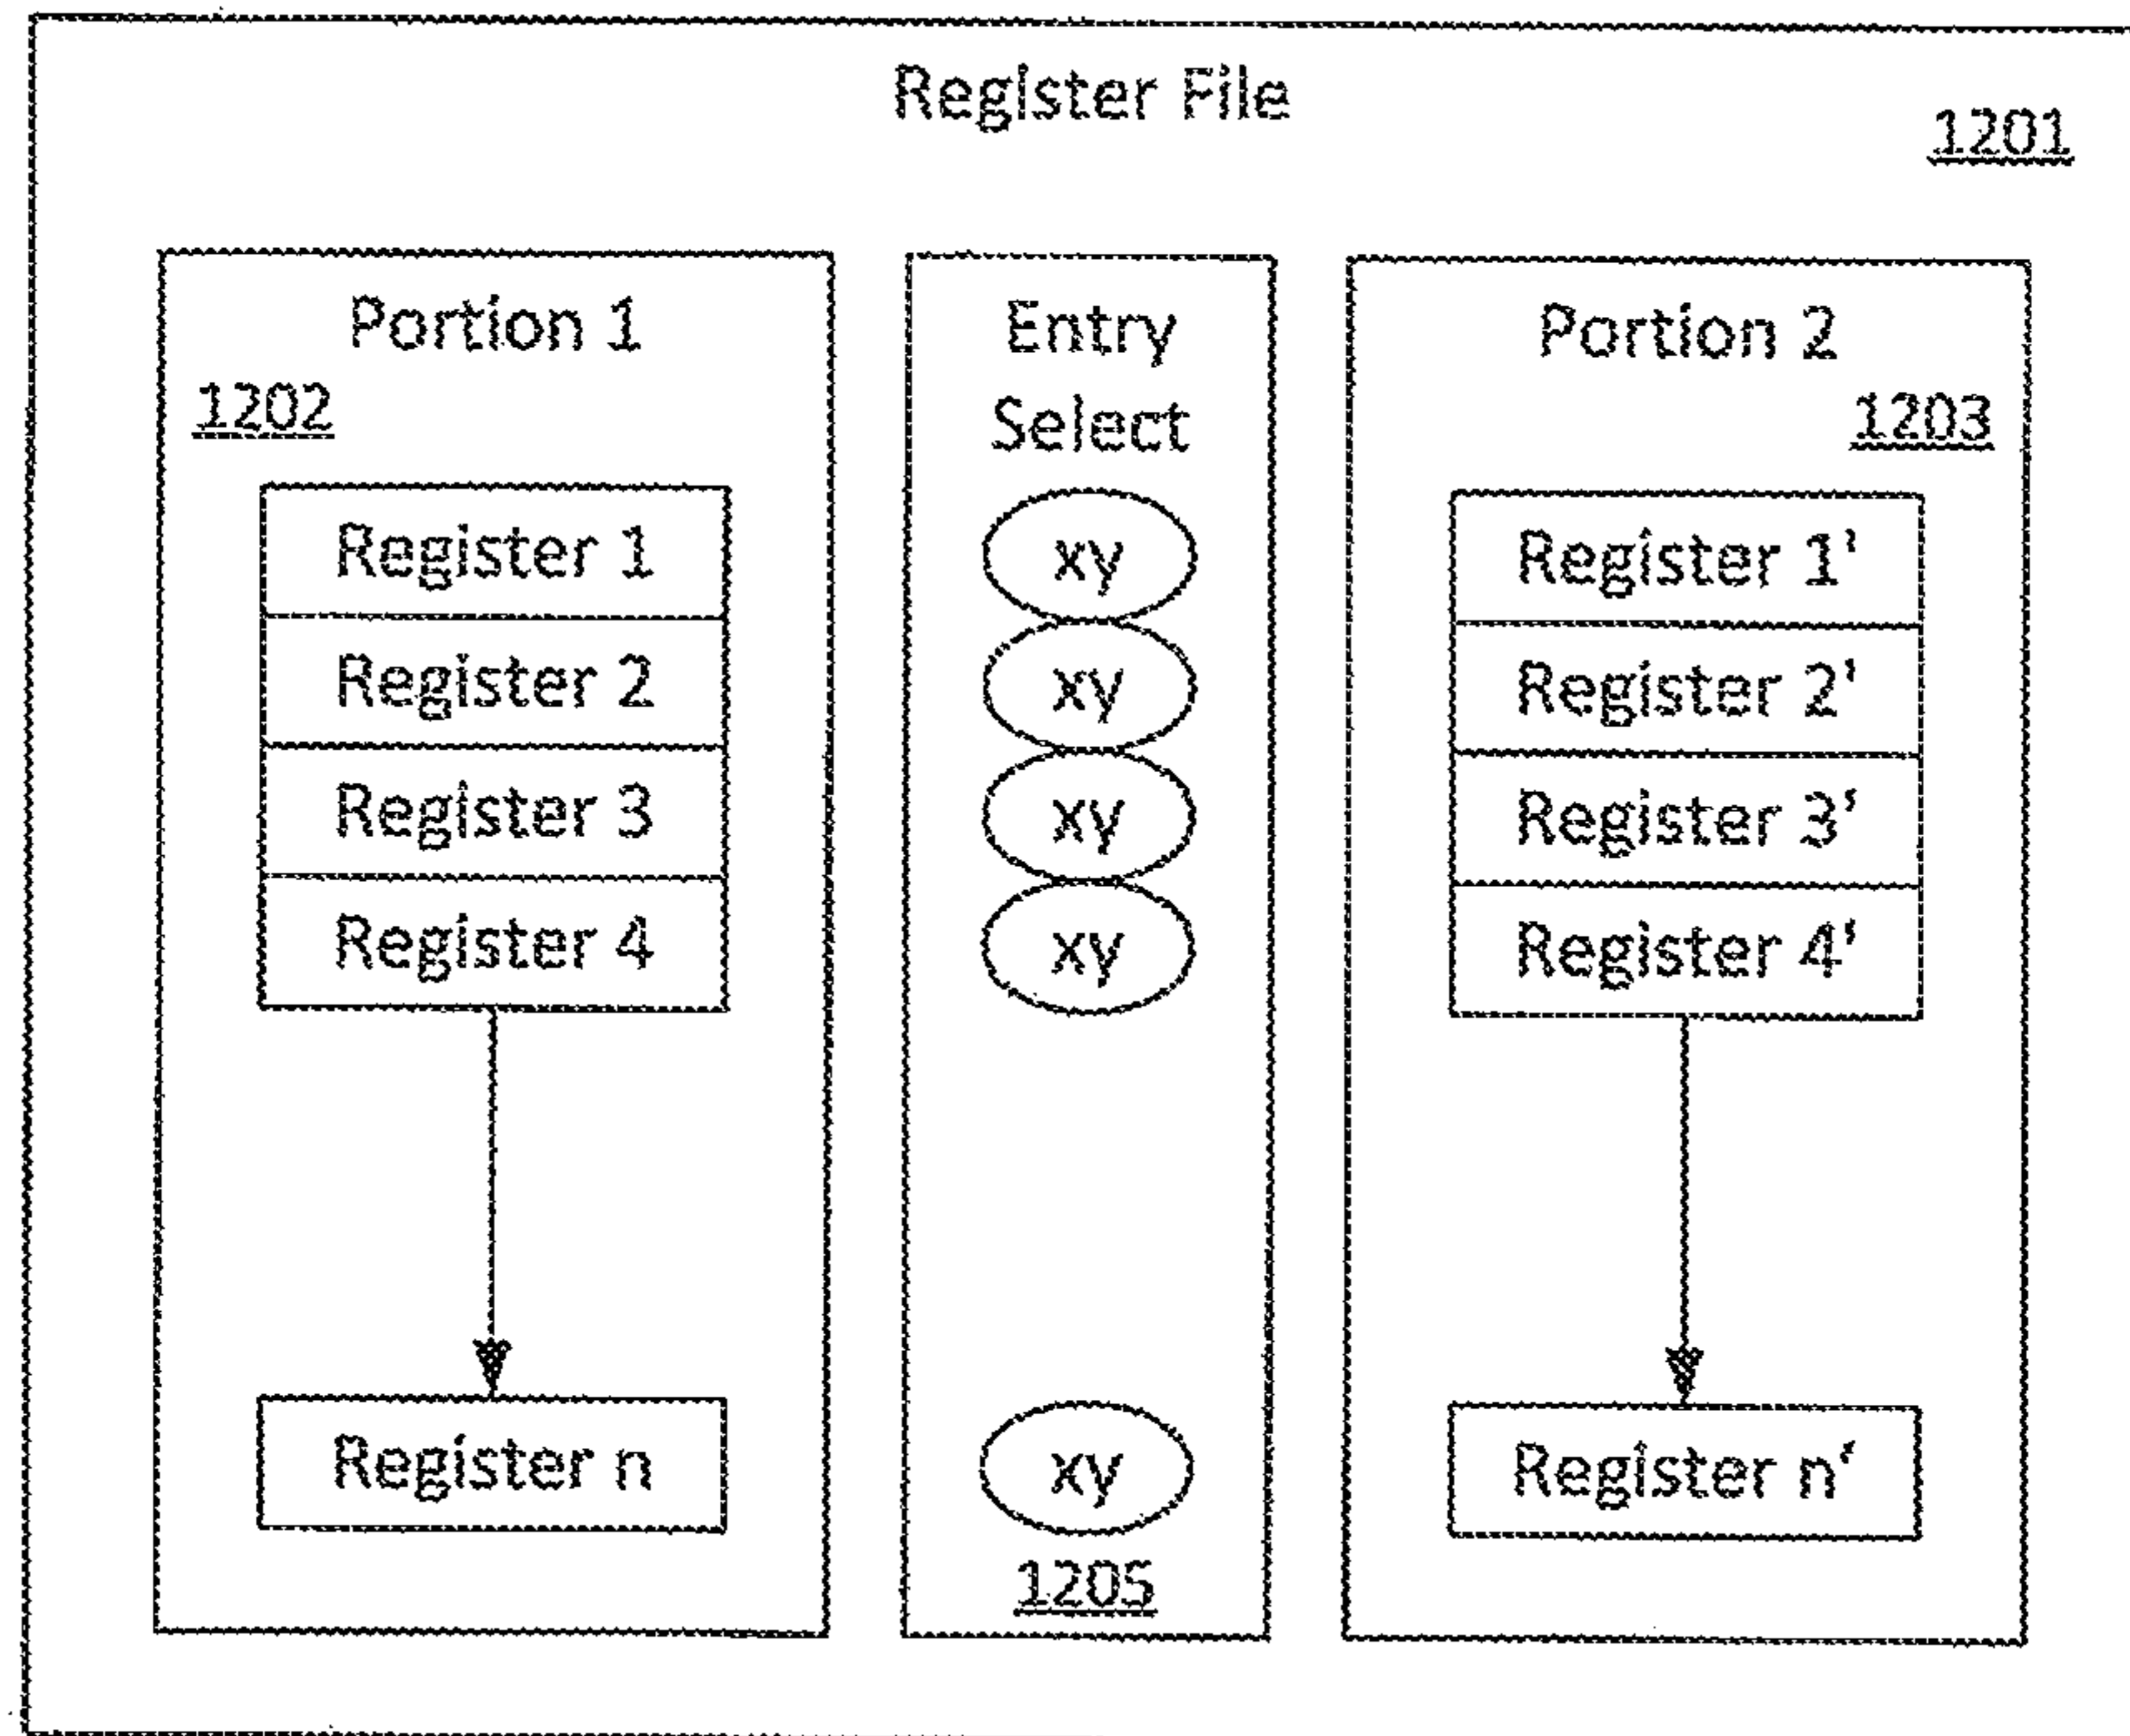 Register File
1201
Portion 1
1202
Register 1
Register 2
Register 3
Register 4
Register n
Entry
Select
xy
xy
xy
xy
xy
1205
Portion 2
1203
Register 1'
Register 2'
Register 3'
Register 4'
Register n'